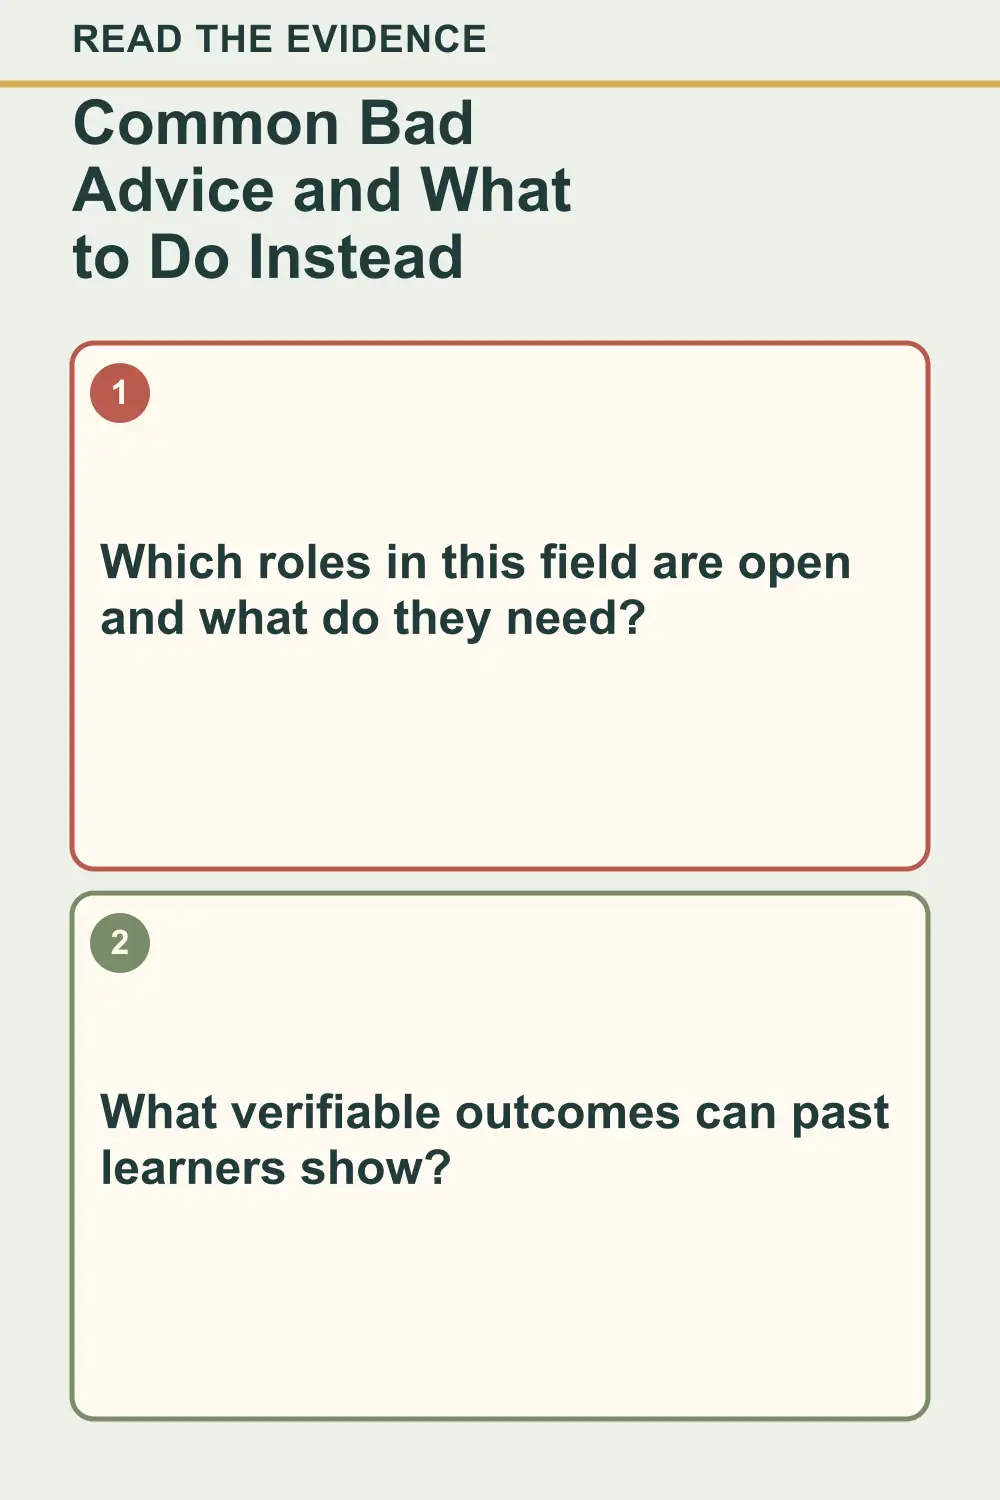 READ THE EVIDENCE
Common Bad
Advice and What
to Do Instead
1
Which roles in this field are open
and what do they need?
2
What verifiable outcomes can past
learners show?